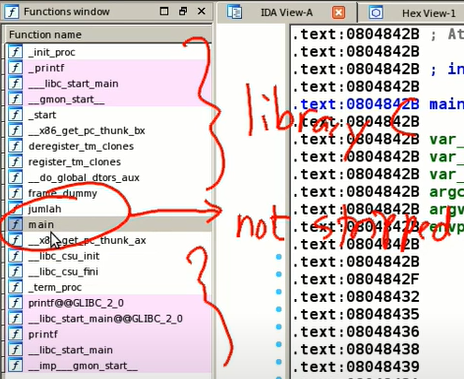 Functions window
IDA View-A
Hex View-1
Function name
_init_proc
_printf
___libc_start_main
__gmon_start__
_start
__x86_get_pc_thunk_bx
deregister_tm_clones
register_tm_clones
__do_global_dtors_aux
frame_dummy
jumlah
main
__x86_get_pc_thunk_ax
__libc_csu_init
__libc_csu_fini
_term_proc
printf@@GLIBC_2_0
__libc_start_main@@GLIBC_2_0
printf
__libc_start_main
__imp___gmon_start__
library C
not stripped
.text:0804842B ; At
.text:0804842B
.text:0804842B ; in
.text:0804842B
.text:0804842B main
.text:0804842B
.text:0804842B var_
.text:0804842B var_
.text:0804842B argc
.text:0804842B argv
.text:0804842B envp
.text:0804842B
.text:0804842B
.text:0804842F
.text:08048432
.text:08048435
.text:08048436
.text:08048438
.text:08048439